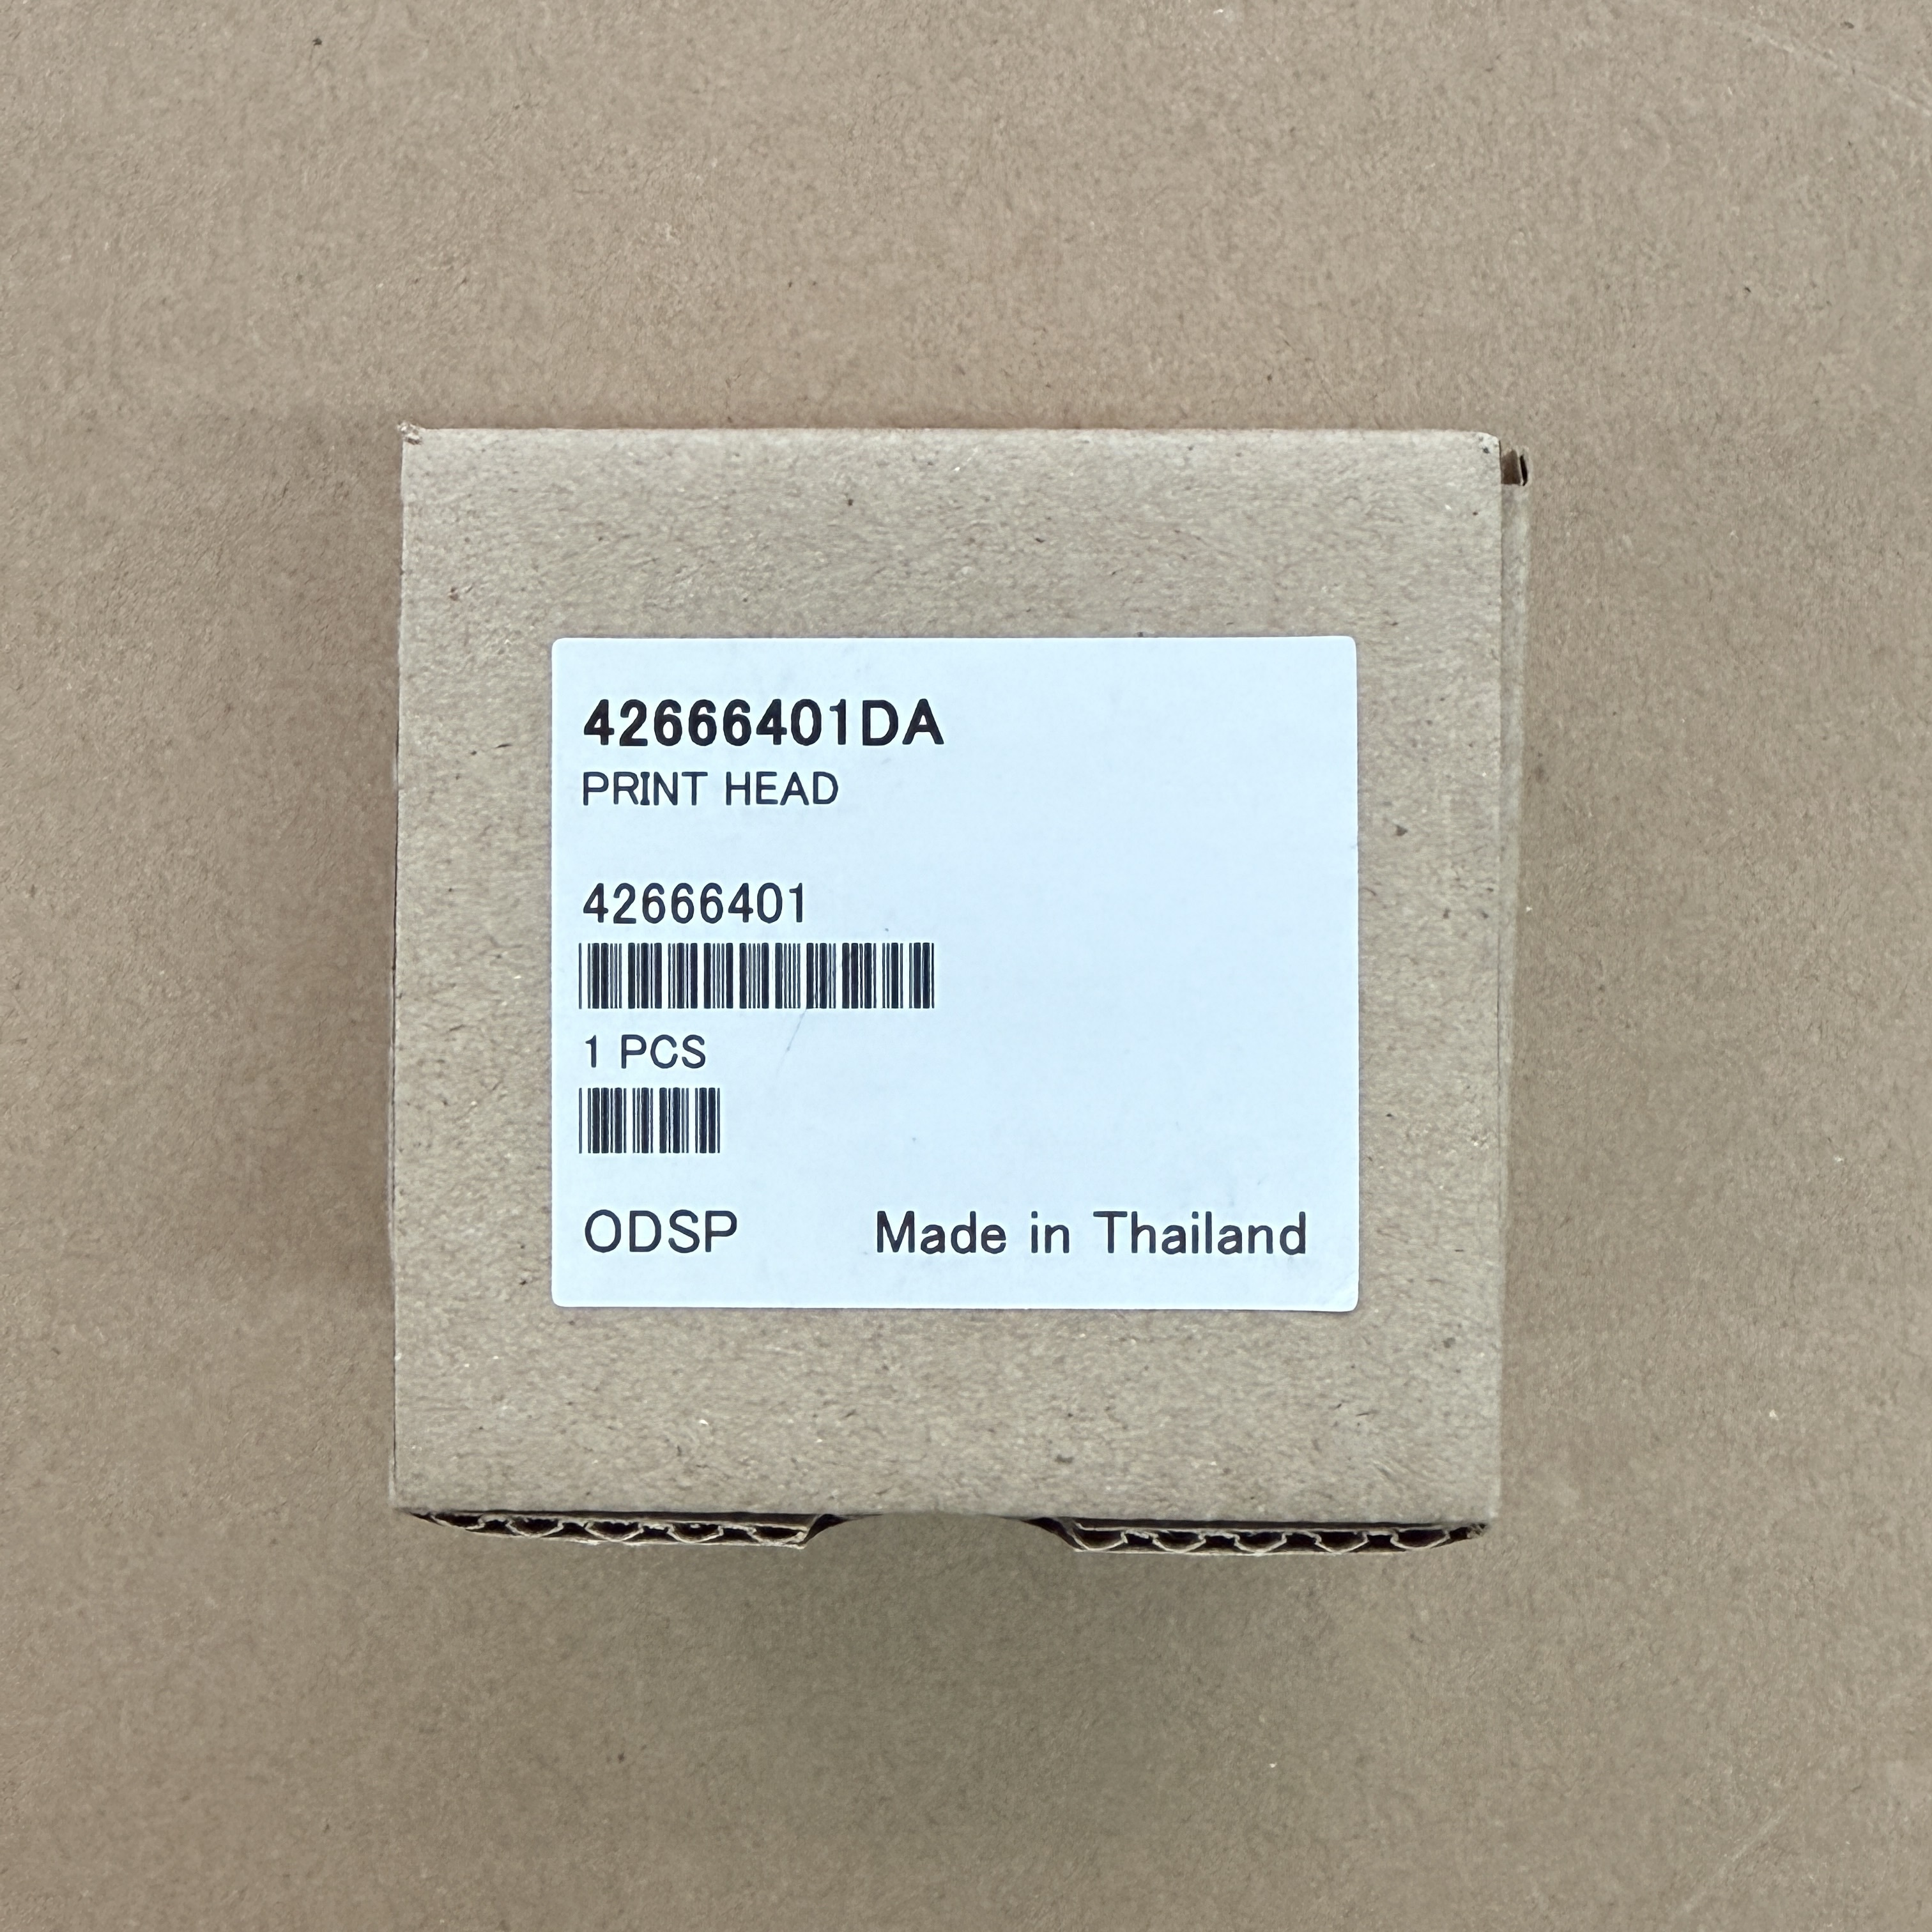 42666401DA
PRINT HEAD
42666401
1 PCS
ODSP Made in Thailand